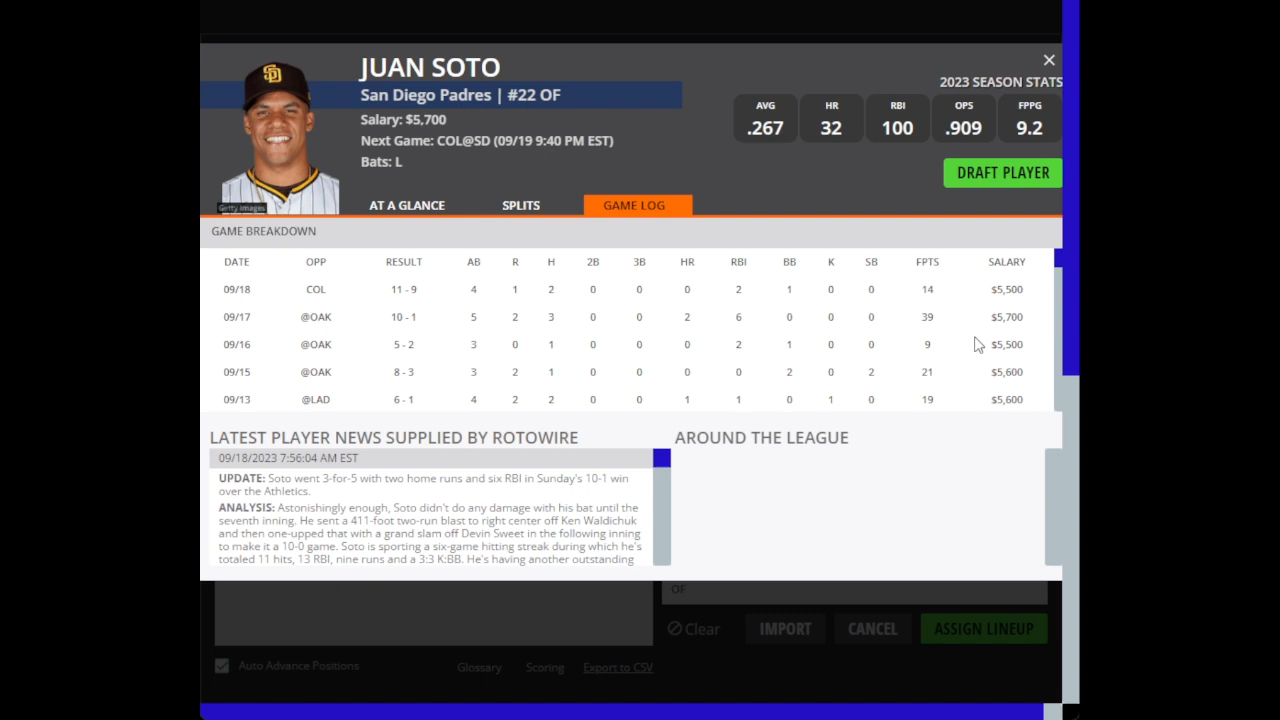 JUAN SOTO
San Diego Padres | #22 OF
Salary: $5,700
Next Game: COL@SD (09/19 9:40 PM EST)
Bats: L
Getty Images
×
2023 SEASON STATS
AVG HR RBI OPS FPPG
.267 32 100 .909 9.2
DRAFT PLAYER
AT A GLANCE SPLITS GAME LOG
GAME BREAKDOWN
DATE OPP RESULT AB R H 2B 3B HR RBI BB K SB FPTS SALARY
09/18 COL 11 - 9 4 1 2 0 0 0 2 1 0 0 14 $5,500
09/17 @OAK 10 - 1 5 2 3 0 0 2 6 0 0 0 39 $5,700
09/16 @OAK 5 - 2 3 0 1 0 0 0 2 1 0 0 9 $5,500
09/15 @OAK 8 - 3 3 2 1 0 0 0 0 2 0 2 21 $5,600
09/13 @LAD 6 - 1 4 2 2 0 0 1 1 0 1 0 19 $5,600
LATEST PLAYER NEWS SUPPLIED BY ROTOWIRE
09/18/2023 7:56:04 AM EST
UPDATE: Soto went 3-for-5 with two home runs and six RBI in Sunday's 10-1 win
over the Athletics.
ANALYSIS: Astonishingly enough, Soto didn't do any damage with his bat until the
seventh inning. He sent a 411-foot two-run blast to right center off Ken Waldichuk
and then one-upped that with a grand slam off Devin Sweet in the following inning
to make it a 10-0 game. Soto is sporting a six-game hitting streak during which he's
totaled 11 hits, 13 RBI, nine runs and a 3:3 K:BB. He's having another outstanding
AROUND THE LEAGUE
OF
Clear IMPORT CANCEL ASSIGN LINEUP
Auto Advance Positions Glossary Scoring Export to CSV